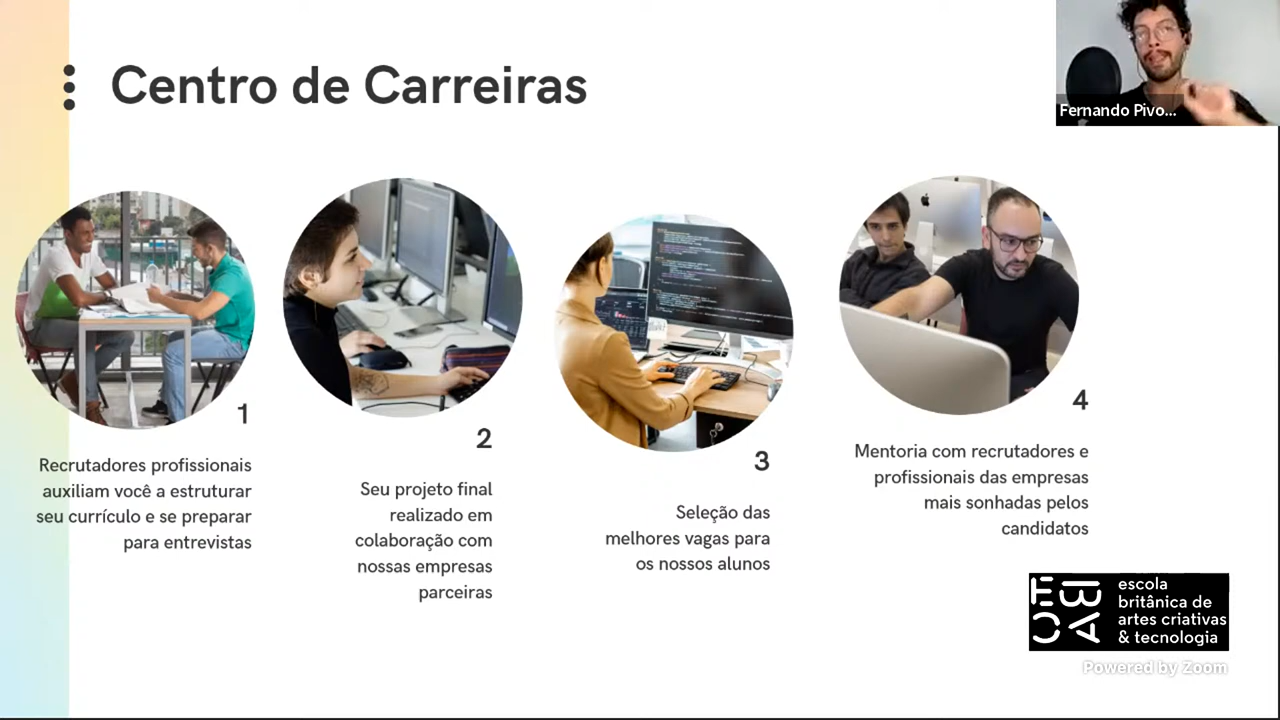 Centro de Carreiras
Fernando Pivo...
1
Recrutadores profissionais
auxiliam você a estruturar
seu currículo e se preparar
para entrevistas
2
Seu projeto final
realizado em
colaboração com
nossas empresas
parceiras
3
Seleção das
melhores vagas para
os nossos alunos
4
Mentoria com recrutadores e
profissionais das empresas
mais sonhadas pelos
candidatos
escola
britânica de
artes criativas
& tecnologia
Powered by Zoom